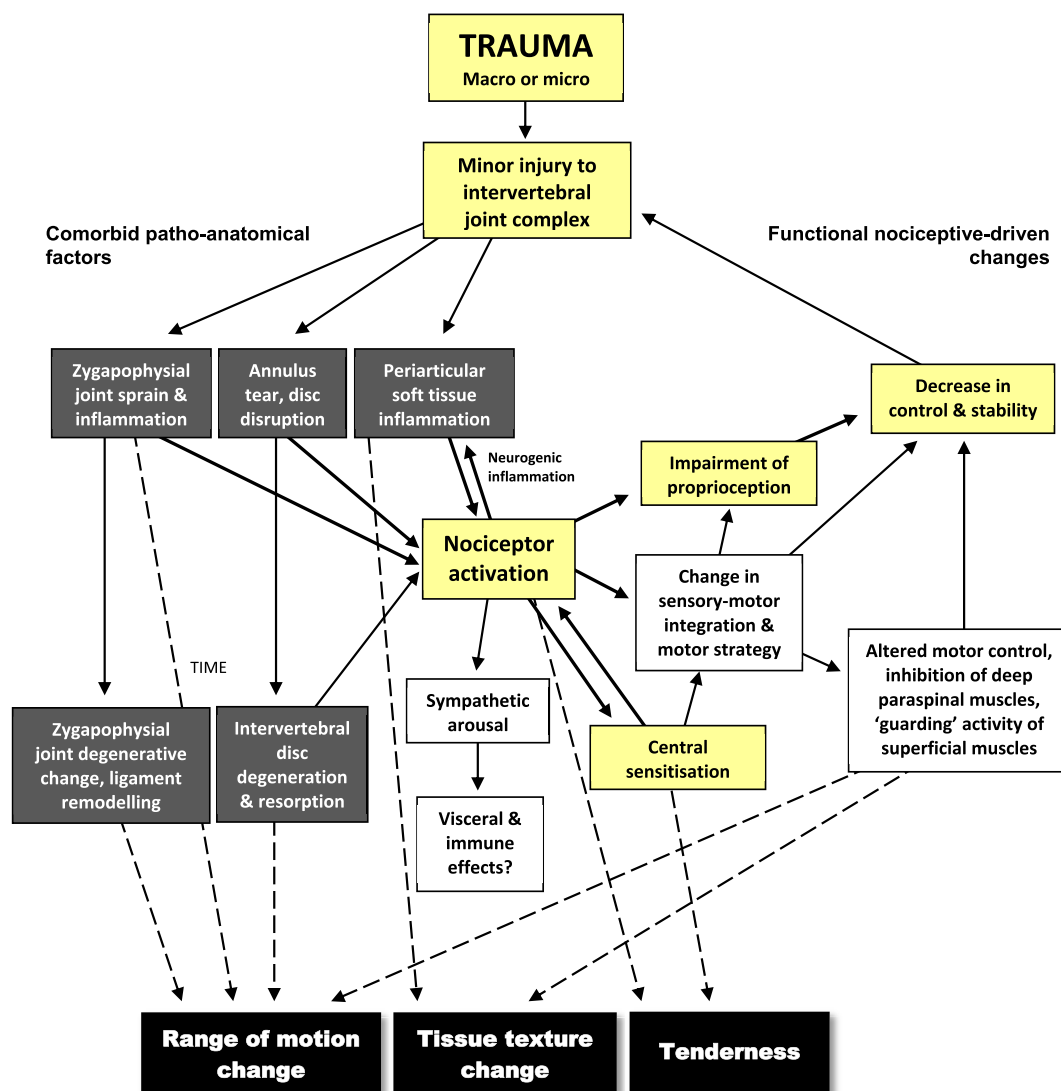 TRAUMA
Macro or micro
Minor injury to
intervertebral
joint complex
Comorbid patho-anatomical
factors
Functional nociceptive-driven
changes
Zygapophysial
joint sprain &
inflammation
Annulus
tear, disc
disruption
Periarticular
soft tissue
inflammation
Decrease in
control & stability
Neurogenic
inflammation
Impairment of
proprioception
Nociceptor
activation
Change in
sensory-motor
integration &
motor strategy
Altered motor control,
inhibition of deep
paraspinal muscles,
‘guarding’ activity of
superficial muscles
TIME
Zygapophysial
joint degenerative
change, ligament
remodelling
Intervertebral
disc
degeneration
& resorption
Sympathetic
arousal
Central
sensitisation
Visceral &
immune
effects?
Range of motion
change
Tissue texture
change
Tenderness